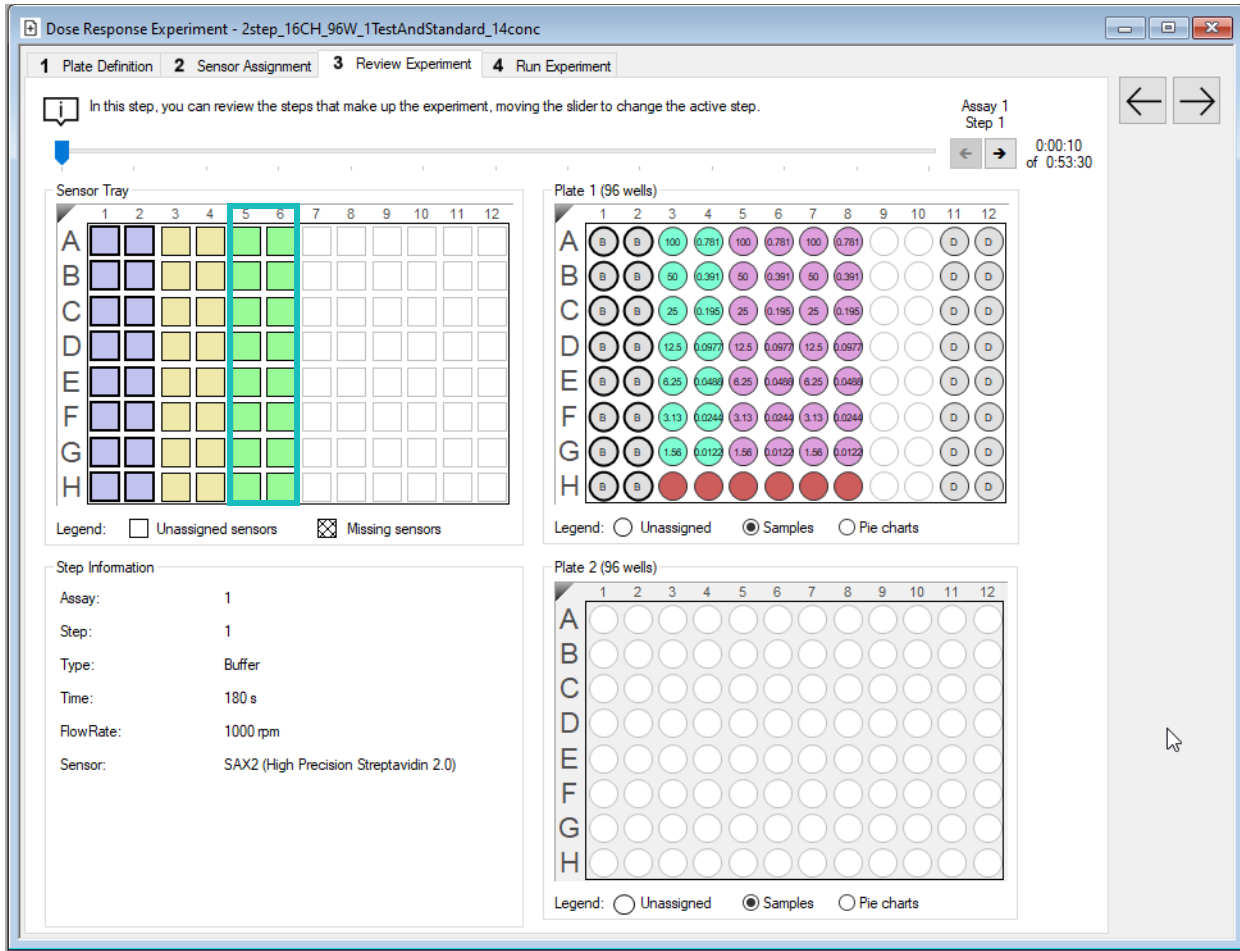 Dose Response Experiment - 2step_16CH_96W_1TestAndStandard_14conc
1 Plate Definition 2 Sensor Assignment 3 Review Experiment 4 Run Experiment
i In this step, you can review the steps that make up the experiment, moving the slider to change the active step.
Assay 1
Step 1
0:00:10
of 0:53:30
Sensor Tray
1 2 3 4 5 6 7 8 9 10 11 12
A
B
C
D
E
F
G
H
Legend: Unassigned sensors Missing sensors
Plate 1 (96 wells)
1 2 3 4 5 6 7 8 9 10 11 12
A B B 100 0.781 100 0.781 100 0.781 D D
B B B 50 0.391 50 0.391 50 0.391 D D
C B B 25 0.195 25 0.195 25 0.195 D D
D B B 12.5 0.0977 12.5 0.0977 12.5 0.0977 D D
E B B 6.25 0.0488 6.25 0.0488 6.25 0.0488 D D
F B B 3.13 0.0244 3.13 0.0244 3.13 0.0244 D D
G B B 1.56 0.0122 1.56 0.0122 1.56 0.0122 D D
H B B D D
Legend: Unassigned Samples Pie charts
Step Information
Assay: 1
Step: 1
Type: Buffer
Time: 180 s
FlowRate: 1000 rpm
Sensor: SAX2 (High Precision Streptavidin 2.0)
Plate 2 (96 wells)
1 2 3 4 5 6 7 8 9 10 11 12
A
B
C
D
E
F
G
H
Legend: Unassigned Samples Pie charts